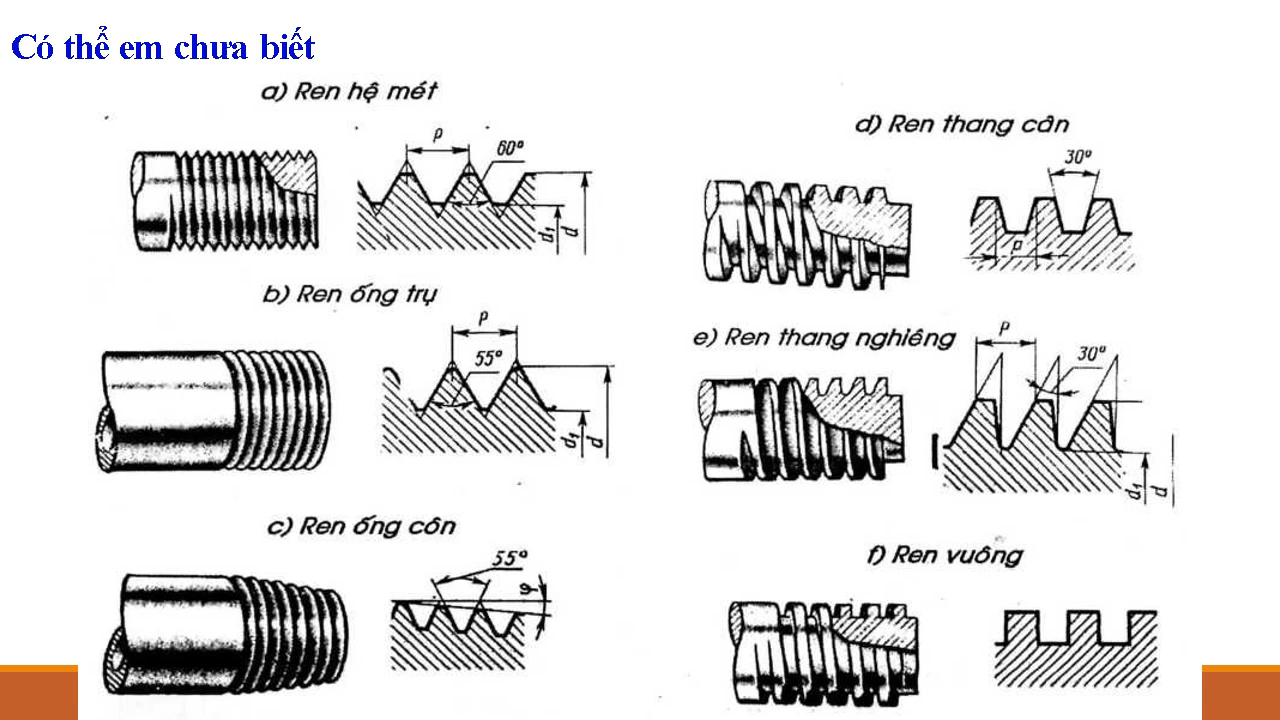 Có thể em chưa biết
a) Ren hệ mét
P
60°
d₁
d
b) Ren ống trụ
P
55°
d₁
d
c) Ren ống côn
55°
φ
d) Ren thang cân
30°
P
e) Ren thang nghiêng
P
30°
d₁
d
f) Ren vuông